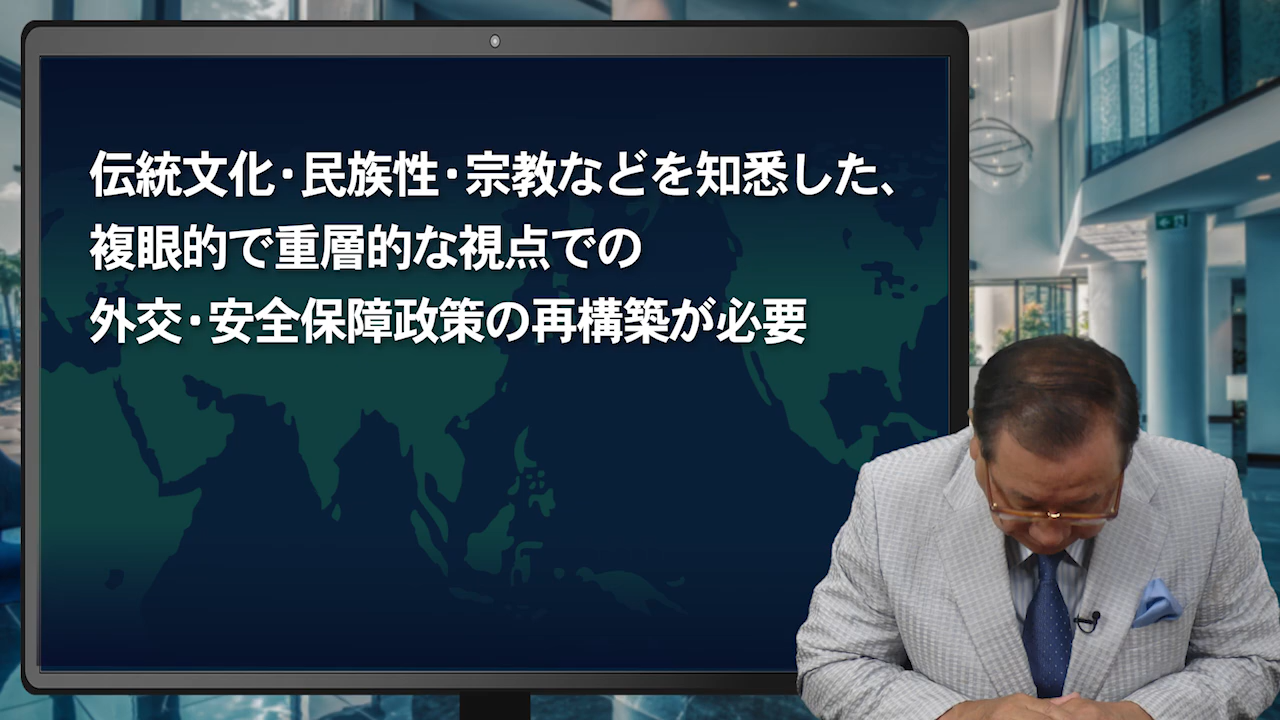 伝統文化・民族性・宗教などを知悉した、
複眼的で重層的な視点での
外交・安全保障政策の再構築が必要